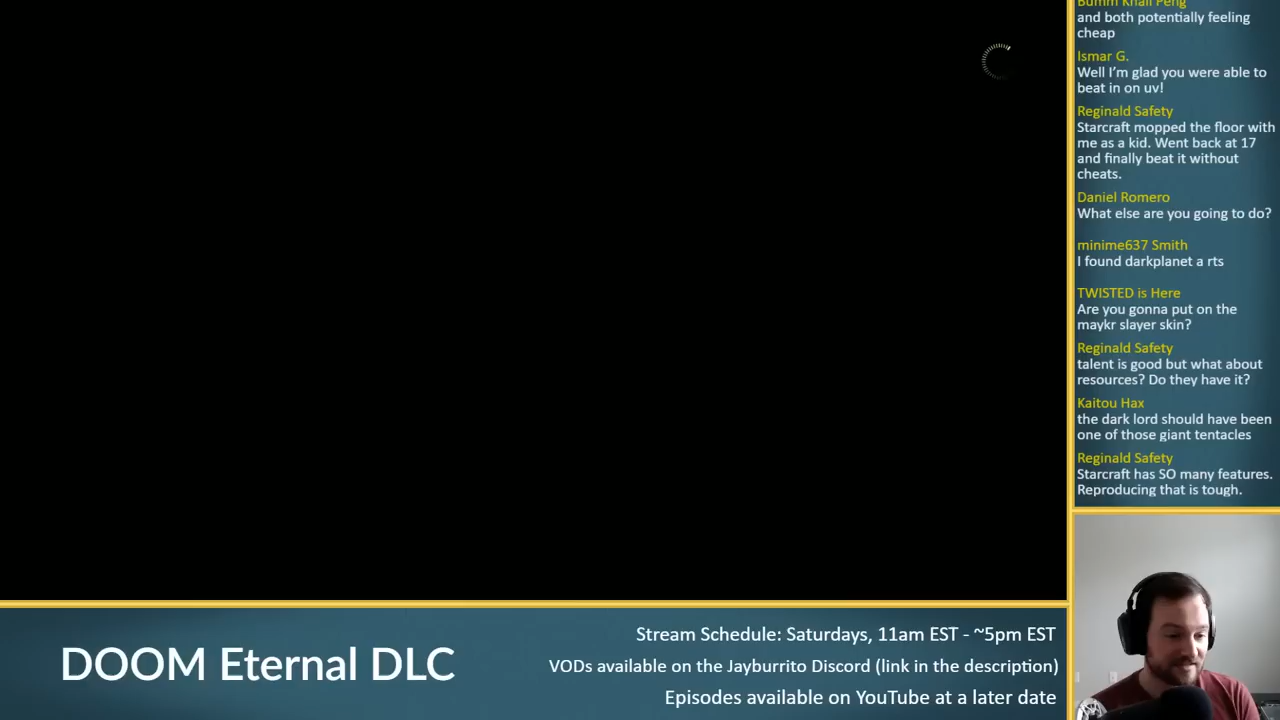 Bumm Khali Peng
and both potentially feeling
cheap
Ismar G.
Well I'm glad you were able to
beat in on uv!
Reginald Safety
Starcraft mopped the floor with
me as a kid. Went back at 17
and finally beat it without
cheats.
Daniel Romero
What else are you going to do?
minime637 Smith
I found darkplanet a rts
TWISTED is Here
Are you gonna put on the
maykr slayer skin?
Reginald Safety
talent is good but what about
resources? Do they have it?
Kaitou Hax
the dark lord should have been
one of those giant tentacles
Reginald Safety
Starcraft has SO many features.
Reproducing that is tough.
DOOM Eternal DLC
Stream Schedule: Saturdays, 11am EST - ~5pm EST
VODs available on the Jayburrito Discord (link in the description)
Episodes available on YouTube at a later date